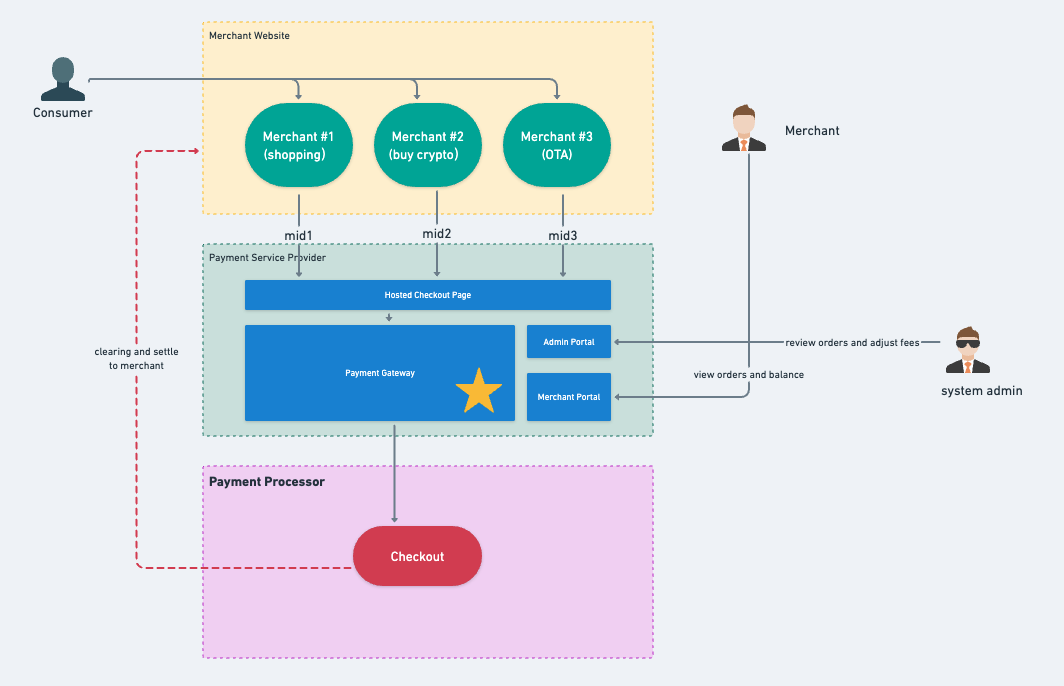 Merchant Website
Consumer
Merchant #1
(shopping)
Merchant #2
(buy crypto)
Merchant #3
(OTA)
Merchant
mid1
mid2
mid3
Payment Service Provider
Hosted Checkout Page
Payment Gateway
Admin Portal
Merchant Portal
review orders and adjust fees
view orders and balance
system admin
clearing and settle
to merchant
Payment Processor
Checkout